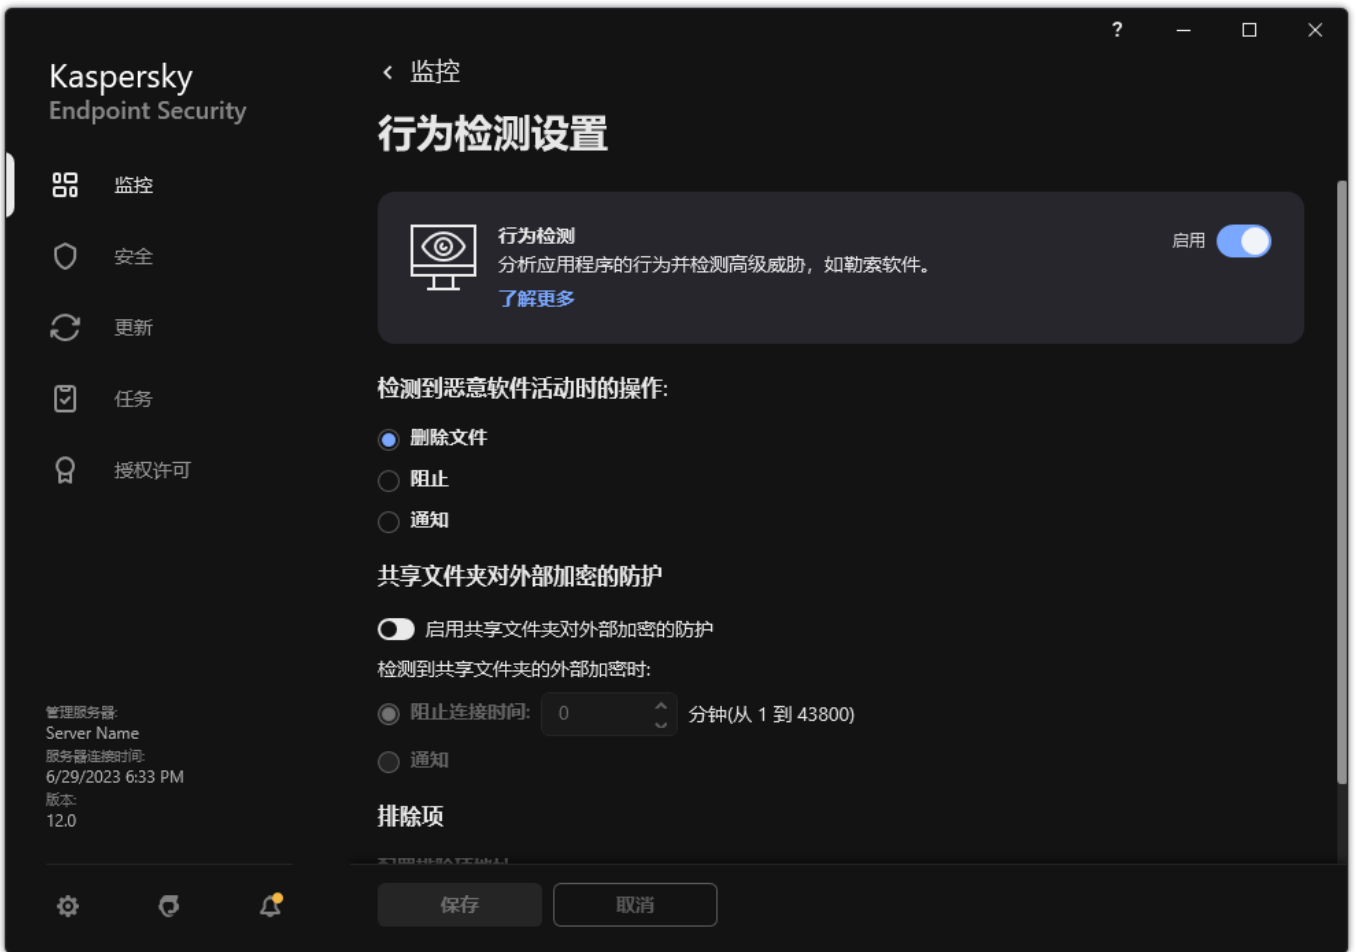 ?
Kaspersky
Endpoint Security
监控
安全
更新
任务
授权许可
管理服务器:
Server Name
服务器连接时间:
6/29/2023 6:33 PM
版本:
12.0
监控
行为检测设置
行为检测
分析应用程序的行为并检测高级威胁，如勒索软件。
了解更多
启用
检测到恶意软件活动时的操作:
删除文件
阻止
通知
共享文件夹对外部加密的防护
启用共享文件夹对外部加密的防护
检测到共享文件夹的外部加密时:
阻止连接时间: 0 分钟(从 1 到 43800)
通知
排除项
保存 取消